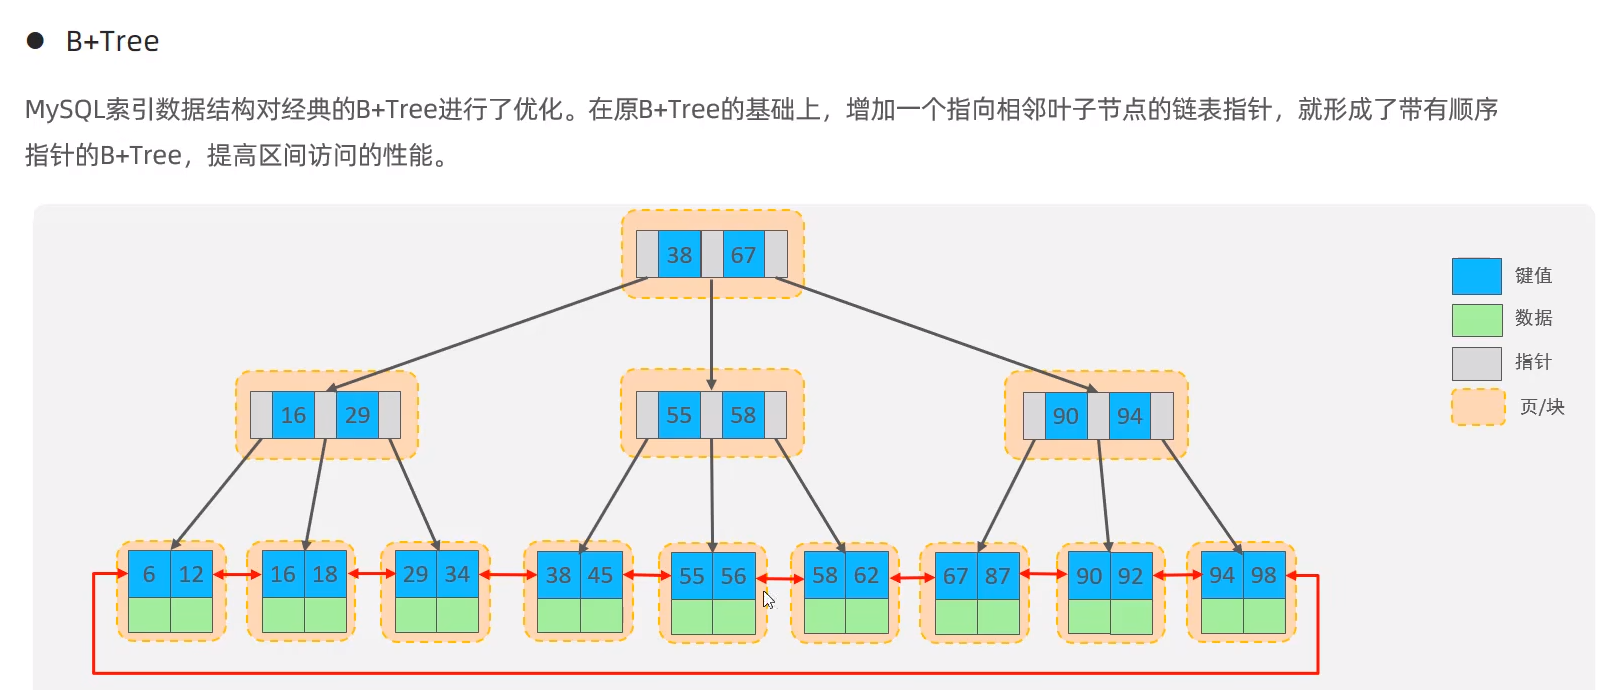 ● B+Tree
MySQL索引数据结构对经典的B+Tree进行了优化。在原B+Tree的基础上，增加一个指向相邻叶子节点的链表指针，就形成了带有顺序
指针的B+Tree，提高区间访问的性能。
38 67
键值
数据
指针
页/块
16 29 55 58 90 94
6 12 16 18 29 34 38 45 55 56 58 62 67 87 90 92 94 98